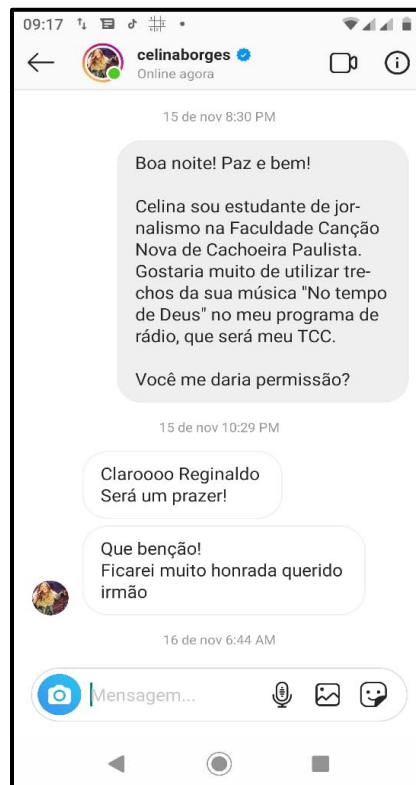 09:17
celinaborges
Online agora
15 de nov 8:30 PM
Boa noite! Paz e bem!
Celina sou estudante de jor-
nalismo na Faculdade Canção
Nova de Cachoeira Paulista.
Gostaria muito de utilizar tre-
chos da sua música "No tempo
de Deus" no meu programa de
rádio, que será meu TCC.
Você me daria permissão?
15 de nov 10:29 PM
Claroooo Reginaldo
Será um prazer!
Que benção!
Ficarei muito honrada querido
irmão
16 de nov 6:44 AM
Mensagem...